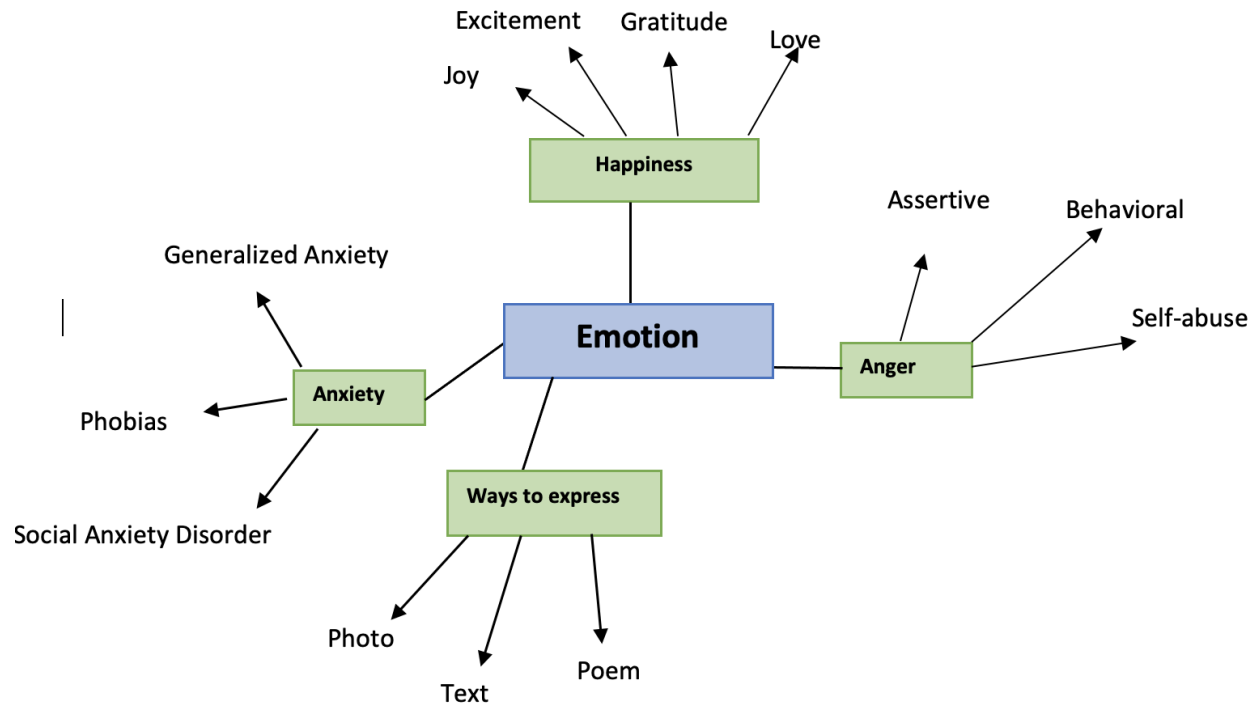 Excitement
Gratitude
Love
Joy
Happiness
Assertive
Behavioral
Generalized Anxiety
Self-abuse
Emotion
Anger
Anxiety
Phobias
Ways to express
Social Anxiety Disorder
Photo
Poem
Text